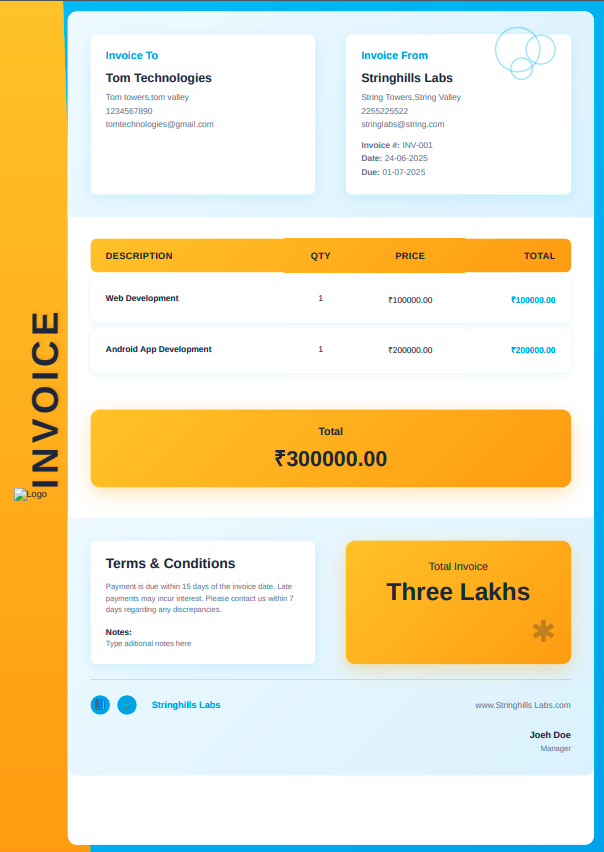 INVOICE
Logo
Invoice To
Tom Technologies
Tom towers,tom valley
1234567890
tomtechnologies@gmail.com
Invoice From
Stringhills Labs
String Towers,String Valley
2255225522
stringlabs@string.com
Invoice #: INV-001
Date: 24-06-2025
Due: 01-07-2025
DESCRIPTION QTY PRICE TOTAL
Web Development 1 ₹100000.00 ₹100000.00
Android App Development 1 ₹200000.00 ₹200000.00
Total
₹300000.00
Terms & Conditions
Payment is due within 15 days of the invoice date. Late
payments may incur interest. Please contact us within 7
days regarding any discrepancies.
Notes:
Type aditional notes here
Total Invoice
Three Lakhs
Stringhills Labs
www.Stringhills Labs.com
Joeh Doe
Manager